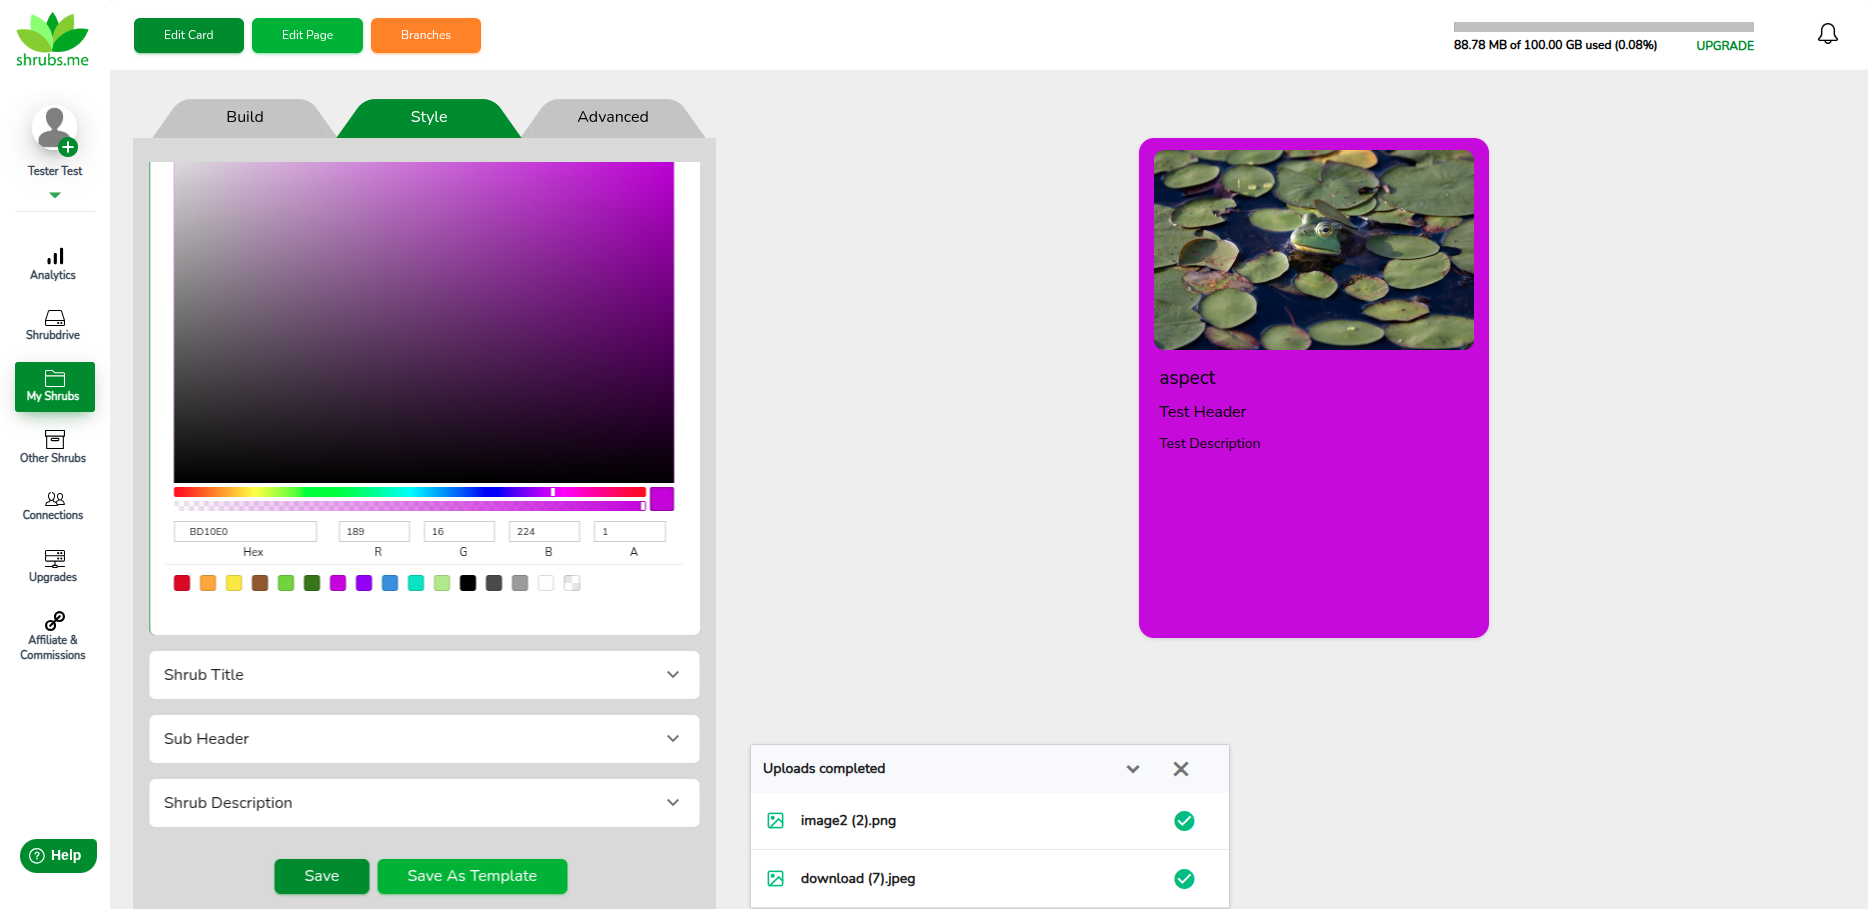 shrubs.me
Edit Card
Edit Page
Branches
88.78 MB of 100.00 GB used (0.08%)
UPGRADE
Tester Test
Analytics
Shrubdrive
My Shrubs
Other Shrubs
Connections
Upgrades
Affiliate &
Commissions
Help
Build
Style
Advanced
BD10E0
189
16
224
1
Hex
R
G
B
A
Shrub Title
Sub Header
Shrub Description
Save
Save As Template
aspect
Test Header
Test Description
Uploads completed
image2 (2).png
download (7).jpeg